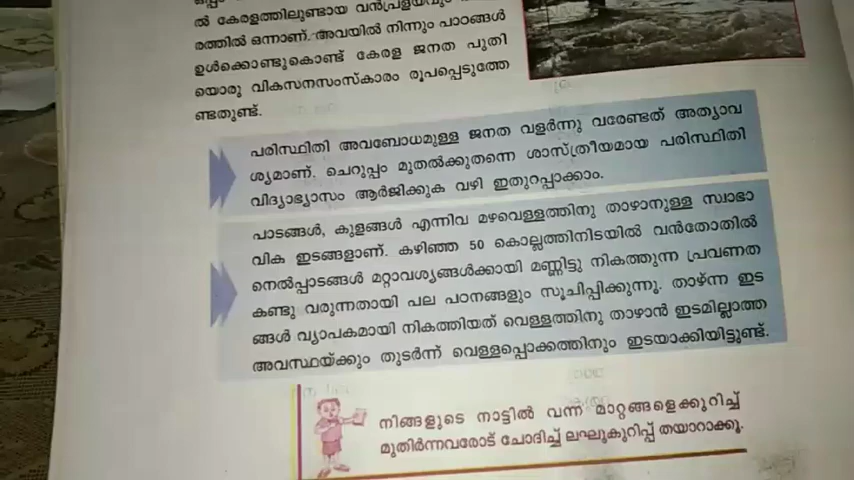 ൽ കേരളത്തിലുണ്ടായ വൻപ്രളയവും
രത്തിൽ ഒന്നാണ്. അവയിൽ നിന്നും പാഠങ്ങൾ
ഉൾക്കൊണ്ടുകൊണ്ട് കേരള ജനത പുതി
യൊരു വികസനസംസ്കാരം രൂപപ്പെടുത്തേ
ണ്ടതുണ്ട്.
പരിസ്ഥിതി അവബോധമുള്ള ജനത വളർന്നു വരേണ്ടത് അത്യാവ
ശ്യമാണ്. ചെറുപ്പം മുതൽക്കുതന്നെ ശാസ്ത്രീയമായ പരിസ്ഥിതി
വിദ്യാഭ്യാസം ആർജിക്കുക വഴി ഇതുറപ്പാക്കാം.
പാടങ്ങൾ, കുളങ്ങൾ എന്നിവ മഴവെള്ളത്തിനു താഴാനുള്ള സ്വാഭാ
വിക ഇടങ്ങളാണ്. കഴിഞ്ഞ 50 കൊല്ലത്തിനിടയിൽ വൻതോതിൽ
നെൽപ്പാടങ്ങൾ മറ്റാവശ്യങ്ങൾക്കായി മണ്ണിട്ടു നികത്തുന്ന പ്രവണത
കണ്ടു വരുന്നതായി പല പഠനങ്ങളും സൂചിപ്പിക്കുന്നു. താഴ്ന്ന ഇട
ങ്ങൾ വ്യാപകമായി നികത്തിയത് വെള്ളത്തിനു താഴാൻ ഇടമില്ലാത്ത
അവസ്ഥയ്ക്കും തുടർന്ന് വെള്ളപ്പൊക്കത്തിനും ഇടയാക്കിയിട്ടുണ്ട്.
നിങ്ങളുടെ നാട്ടിൽ വന്ന മാറ്റങ്ങളെക്കുറിച്ച്
മുതിർന്നവരോട് ചോദിച്ച് ലഘുകുറിപ്പ് തയാറാക്കൂ.